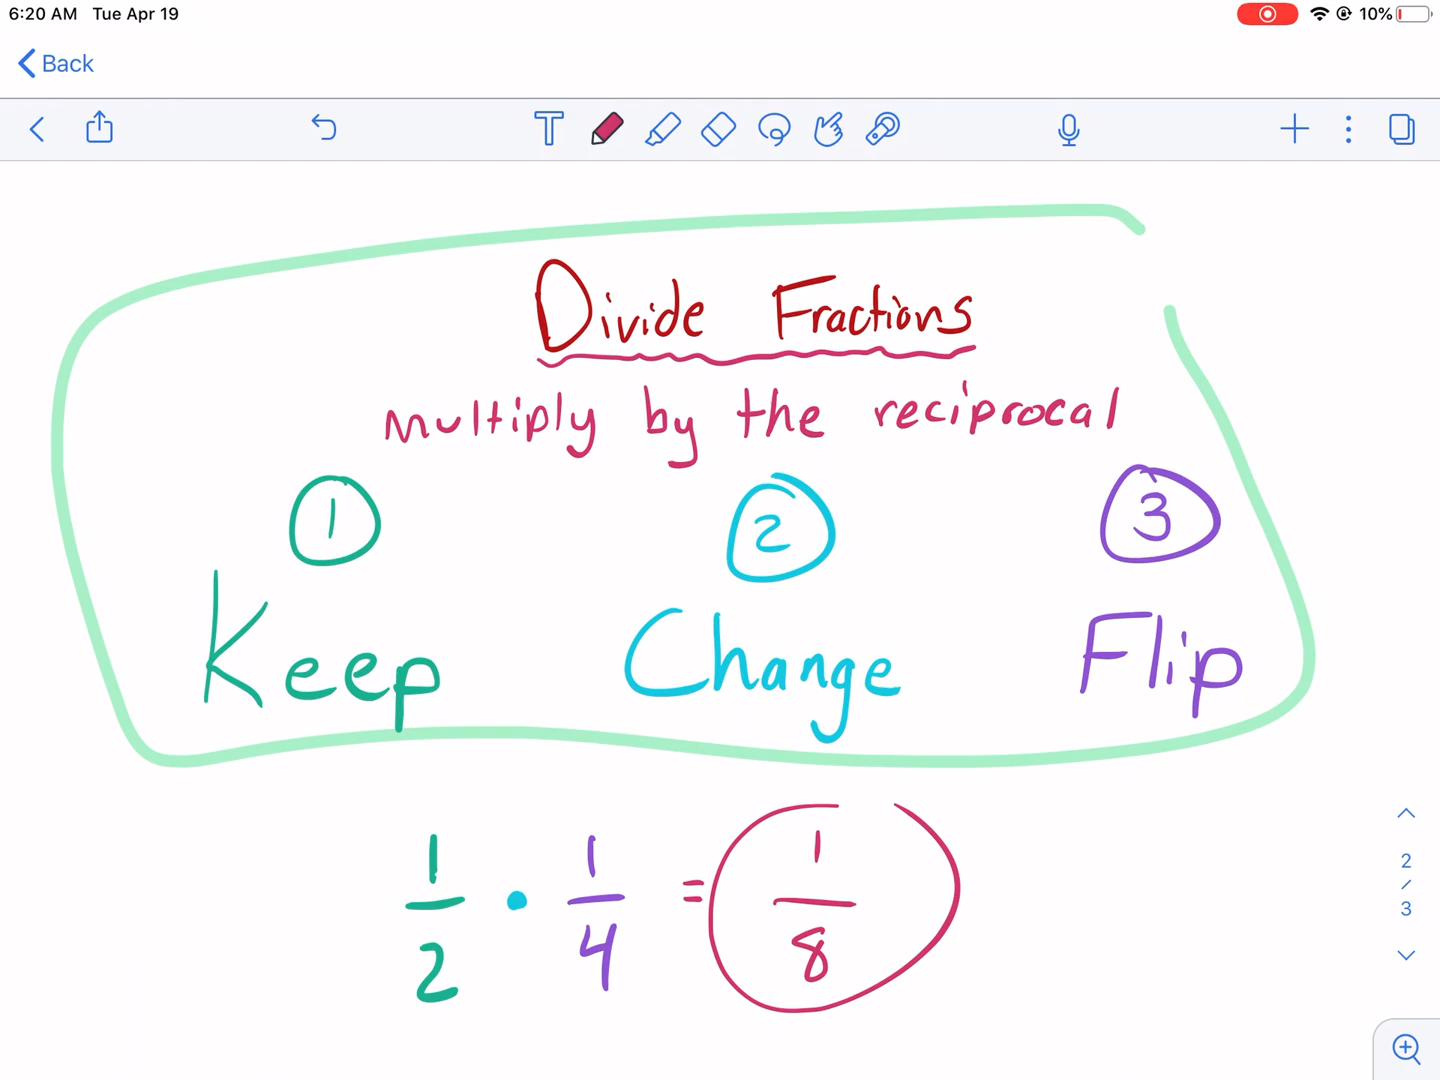 6:20 AM Tue Apr 19 10%
Back
T
Divide Fractions
multiply by the reciprocal
1 2 3
Keep Change Flip
1/2 • 1/4 = 1/8
2/3